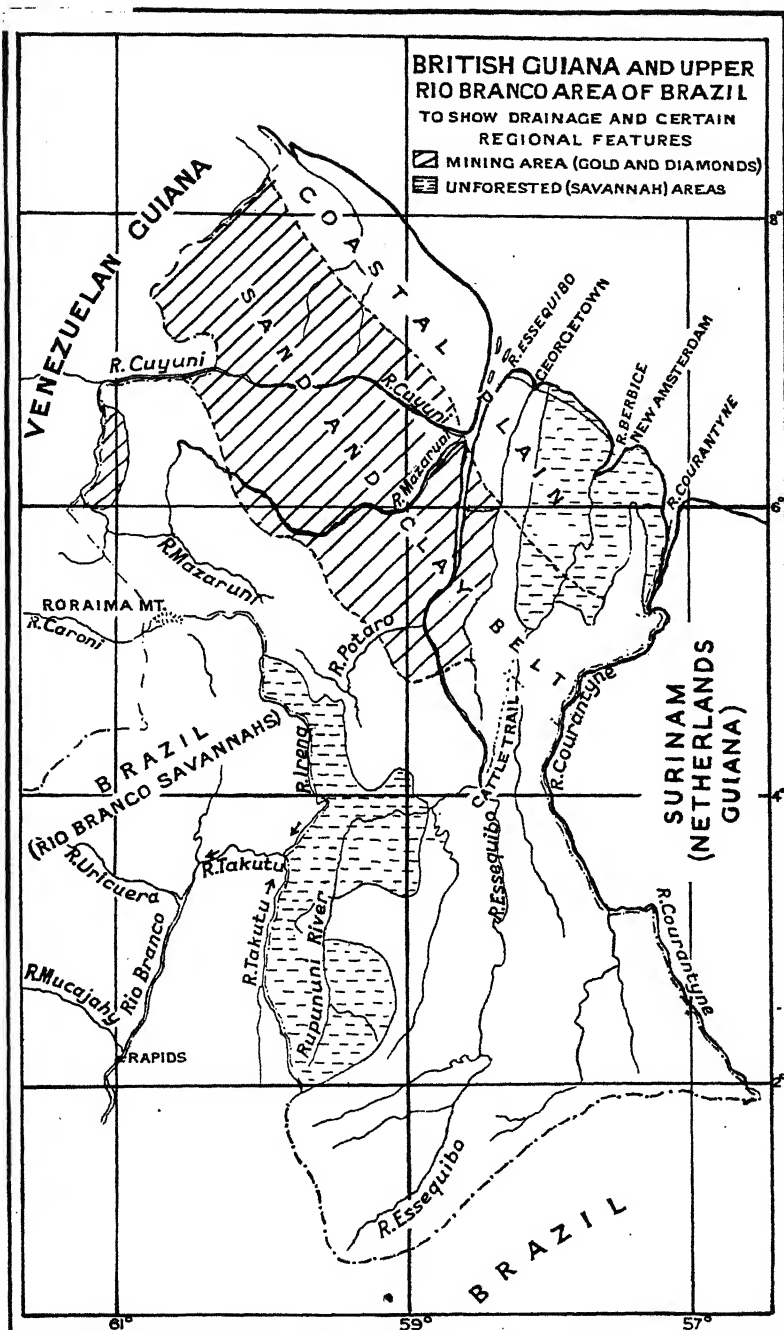 BRITISH GUIANA AND UPPER
RIO BRANCO AREA OF BRAZIL
TO SHOW DRAINAGE AND CERTAIN
REGIONAL FEATURES
MINING AREA (GOLD AND DIAMONDS)
UNFORESTED (SAVANNAH) AREAS
8°
VENEZUELAN GUIANA
COASTAL PLAIN
SAND AND CLAY BELT
R. ESSEQUIBO
GEORGETOWN
R. BERBICE
NEW AMSTERDAM
R. COURANTYNE
R. Cuyuni
R. Cuyuni
R. Mazaruni
6°
R. Mazaruni
RORAIMA MT.
R. Caroni
R. Potaro
BRAZIL
(RIO BRANCO SAVANNAHS)
R. Ireng
CATTLE TRAIL
R. Courantyne
SURINAM
(NETHERLANDS
GUIANA)
4°
R. Takutu
R. Uricuera
R. Essequibo
R. Takutu
Rupununi River
Rio Branco
R. Mucajahy
R. Courantyne
RAPIDS
2°
R. Essequibo
BRAZIL
61°
59°
57°